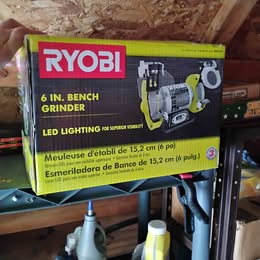 RYOBI
6 IN. BENCH
GRINDER
LED LIGHTING FOR SUPERIOR VISIBILITY
Meuleuse d'établi de 15,2 cm (6 po)
Esmeriladora de Banco de 15,2 cm (6 pulg.)